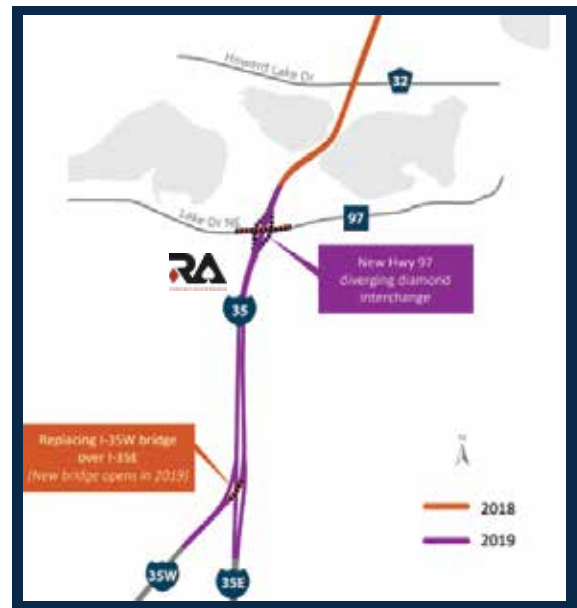 Howard Lake Dr
32
Lake Dr NE
97
RA
New Hwy 97
diverging diamond
interchange
35
Replacing I-35W bridge
over I-35E
(New bridge opens in 2019)
N
2018
2019
35W
35E